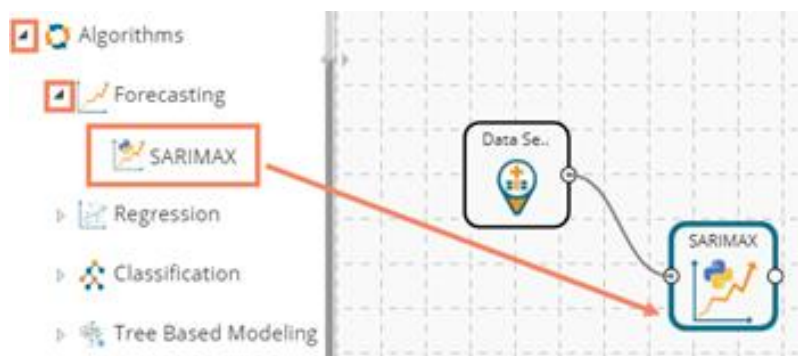 Algorithms
Forecasting
SARIMAX
Regression
Classification
Tree Based Modeling
Data Se..
SARIMAX